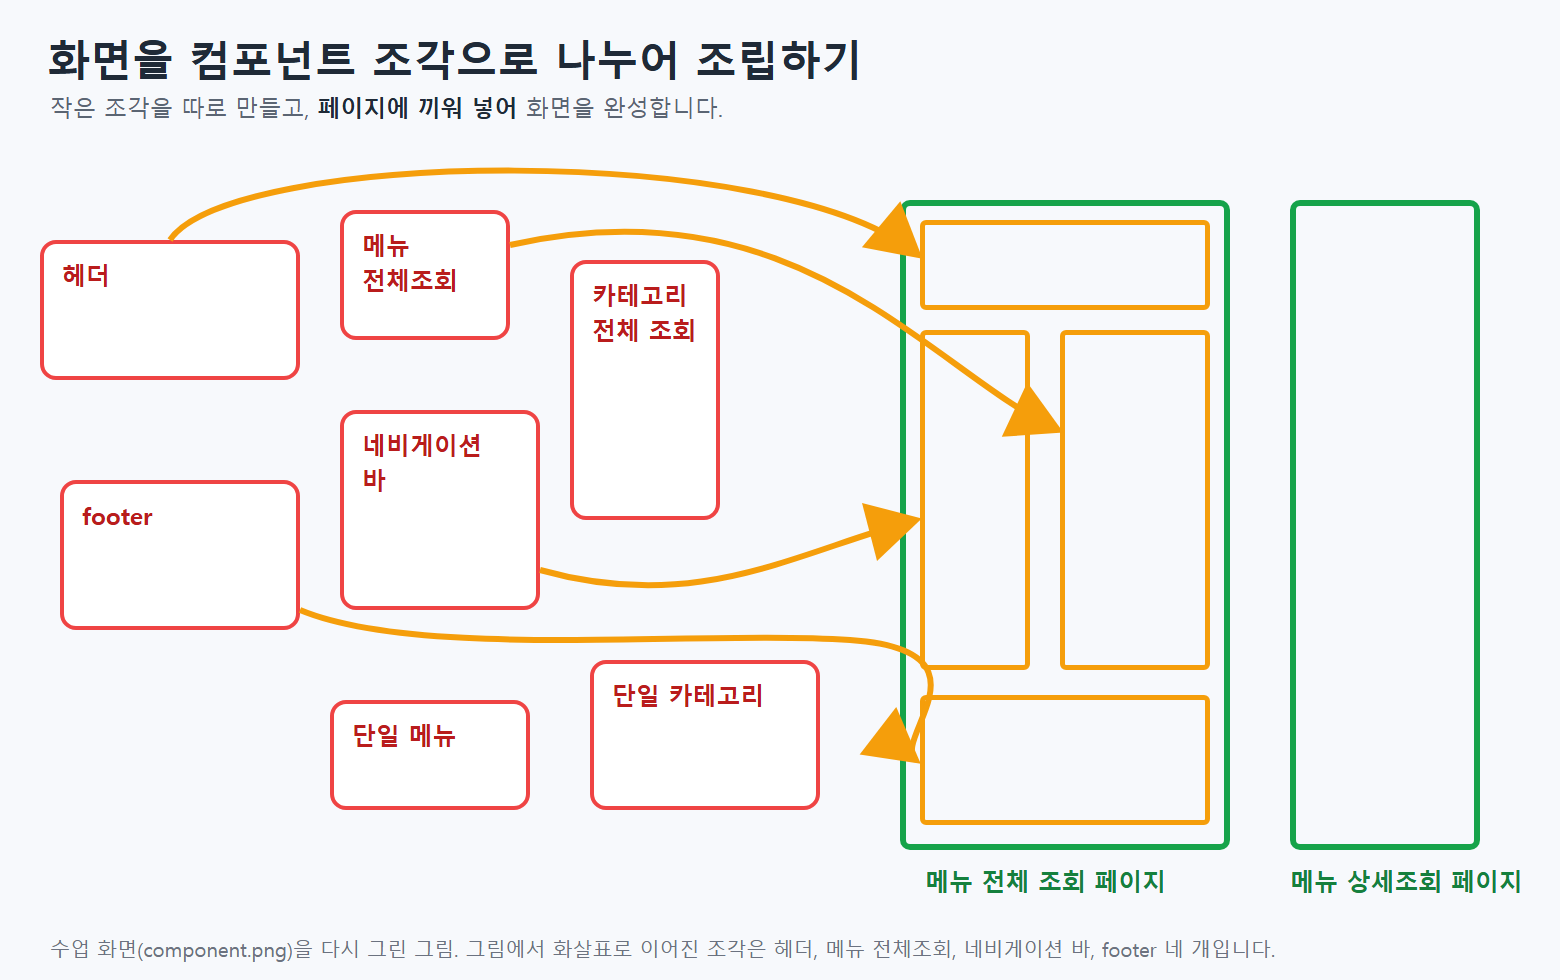 화면을 컴포넌트 조각으로 나누어 조립하기
작은 조각을 따로 만들고, 페이지에 끼워 넣어 화면을 완성합니다.
헤더
메뉴
전체조회
카테고리
전체 조회
네비게이션
바
footer
단일 메뉴
단일 카테고리
메뉴 전체 조회 페이지
메뉴 상세조회 페이지
수업 화면(component.png)을 다시 그린 그림. 그림에서 화살표로 이어진 조각은 헤더, 메뉴 전체조회, 네비게이션 바, footer 네 개입니다.